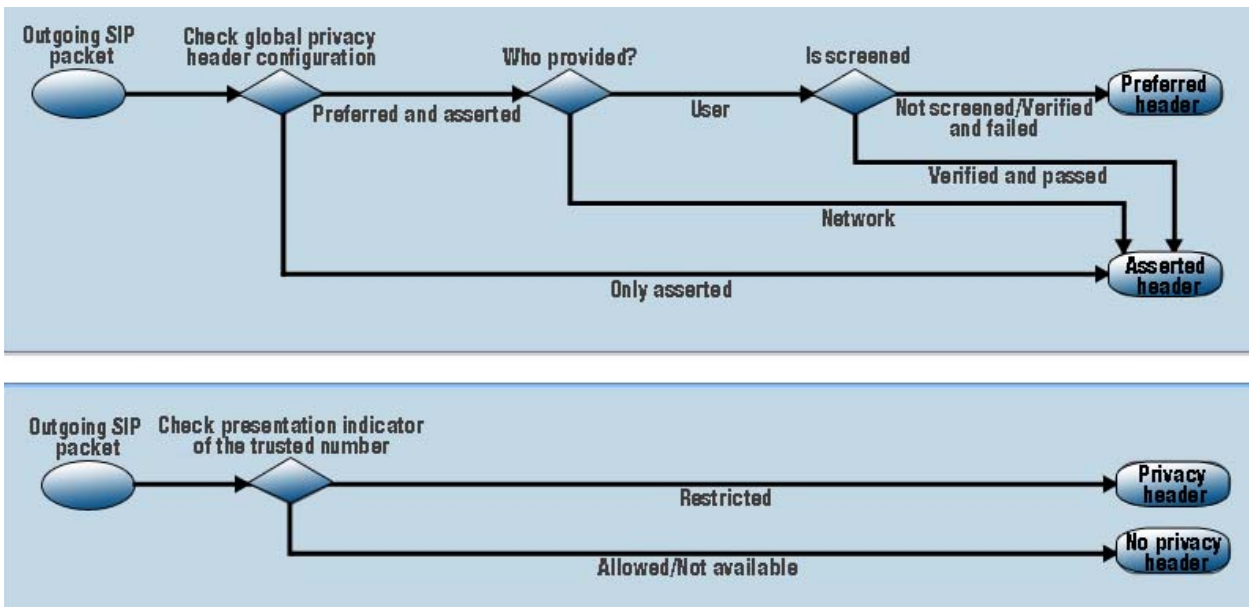 Outgoing SIP
packet
Check global privacy
header configuration
Who provided?
Is screened
Preferred
header
Preferred and asserted
User
Not screened/Verified
and failed
Verified and passed
Network
Asserted
header
Only asserted
Outgoing SIP
packet
Check presentation indicator
of the trusted number
Privacy
header
Restricted
No privacy
header
Allowed/Not available